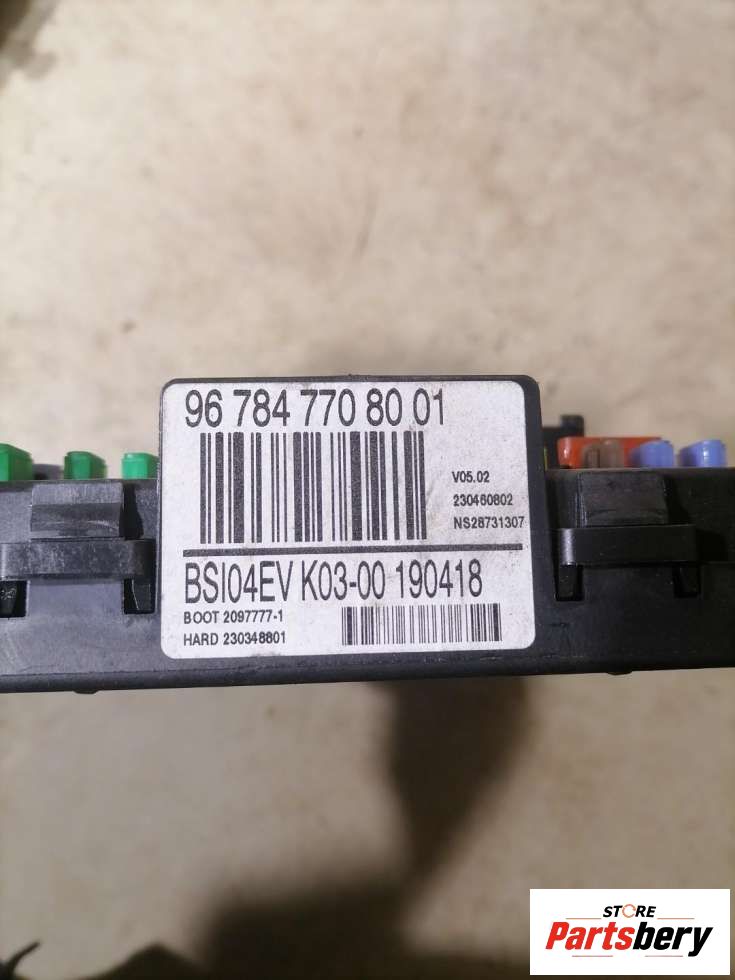 96 784 770 80 01
V05.02
230460802
NS28731307
BSI04EV K03-00 190418
BOOT 2097777-1
HARD 230348801
STORE
Partsbery